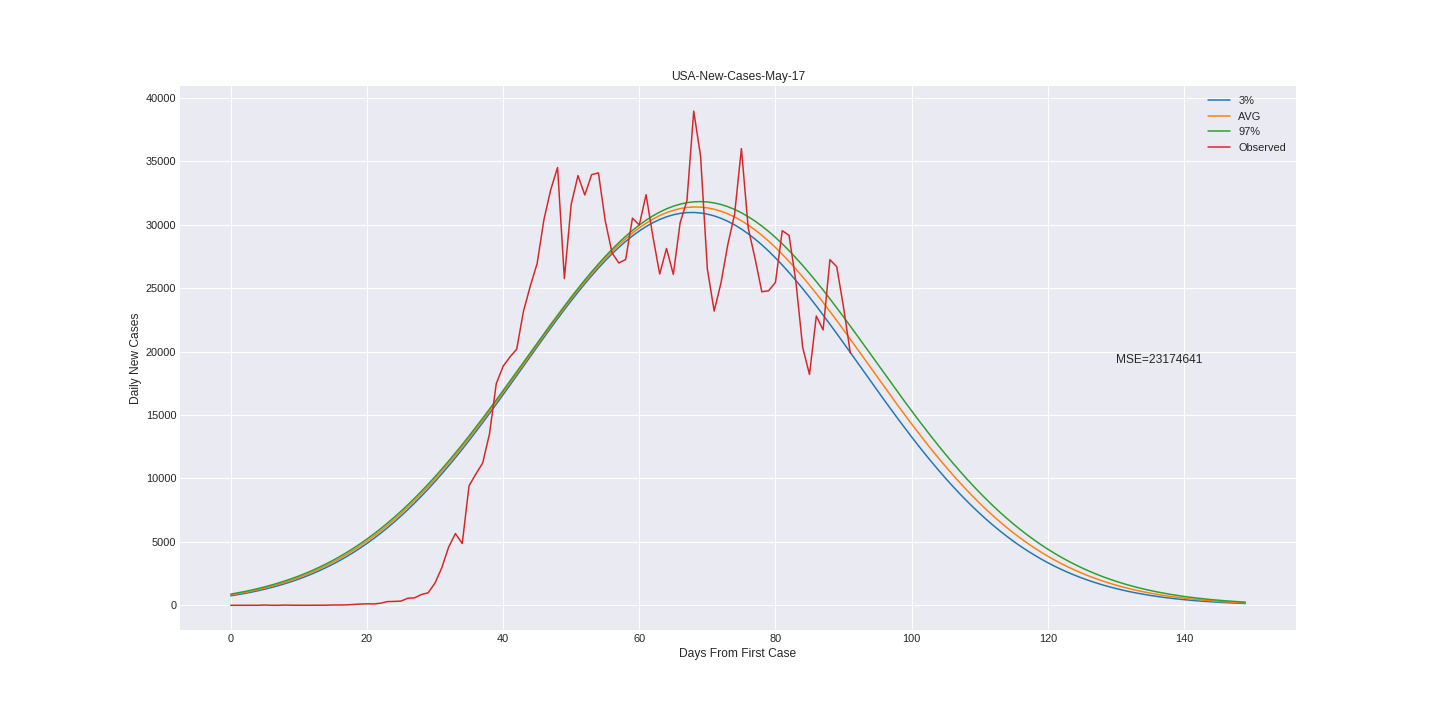 USA-New-Cases-May-17
3%
AVG
97%
Observed
Daily New Cases
40000
35000
30000
25000
20000
15000
10000
5000
0
MSE=23174641
0 20 40 60 80 100 120 140
Days From First Case